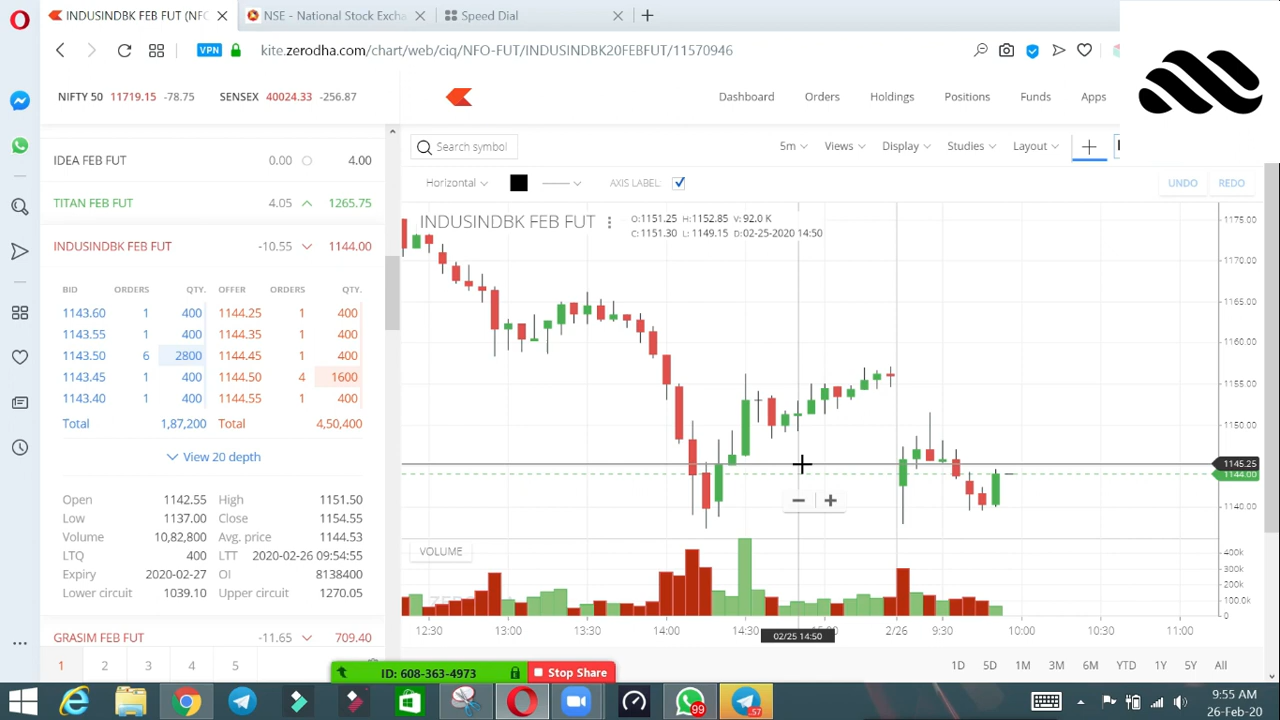 INDUSINDBK FEB FUT (NFO
NSE - National Stock Excha
Speed Dial
VPN
kite.zerodha.com/chart/web/ciq/NFO-FUT/INDUSINDBK20FEBFUT/11570946
NIFTY 50 11719.15 -78.75 SENSEX 40024.33 -256.87
Dashboard Orders Holdings Positions Funds Apps
Search symbol
5m Views Display Studies Layout
Horizontal AXIS LABEL: UNDO REDO
IDEA FEB FUT 0.00 4.00
TITAN FEB FUT 4.05 1265.75
INDUSINDBK FEB FUT -10.55 1144.00
BID ORDERS QTY. OFFER ORDERS QTY.
1143.60 1 400 1144.25 1 400
1143.55 1 400 1144.35 1 400
1143.50 6 2800 1144.45 1 400
1143.45 1 400 1144.50 4 1600
1143.40 1 400 1144.55 1 400
Total 1,87,200 Total 4,50,400
View 20 depth
Open 1142.55 High 1151.50
Low 1137.00 Close 1154.55
Volume 10,82,800 Avg. price 1144.53
LTQ 400 LTT 2020-02-26 09:54:55
Expiry 2020-02-27 OI 8138400
Lower circuit 1039.10 Upper circuit 1270.05
GRASIM FEB FUT -11.65 709.40
1 2 3 4 5
INDUSINDBK FEB FUT
O:1151.25 H:1152.85 V: 92.0 K
C:1151.30 L: 1149.15 D:02-25-2020 14:50
1175.00
1170.00
1165.00
1160.00
1155.00
1150.00
1145.25
1144.00
1140.00
VOLUME
400k
300k
200k
100.0k
12:30 13:00 13:30 14:00 14:30 2/26 9:30 10:00 10:30 11:00
02/25 14:50
1D 5D 1M 3M 6M YTD 1Y 5Y All
ID: 608-363-4973 Stop Share
99
57
9:55 AM
26-Feb-20